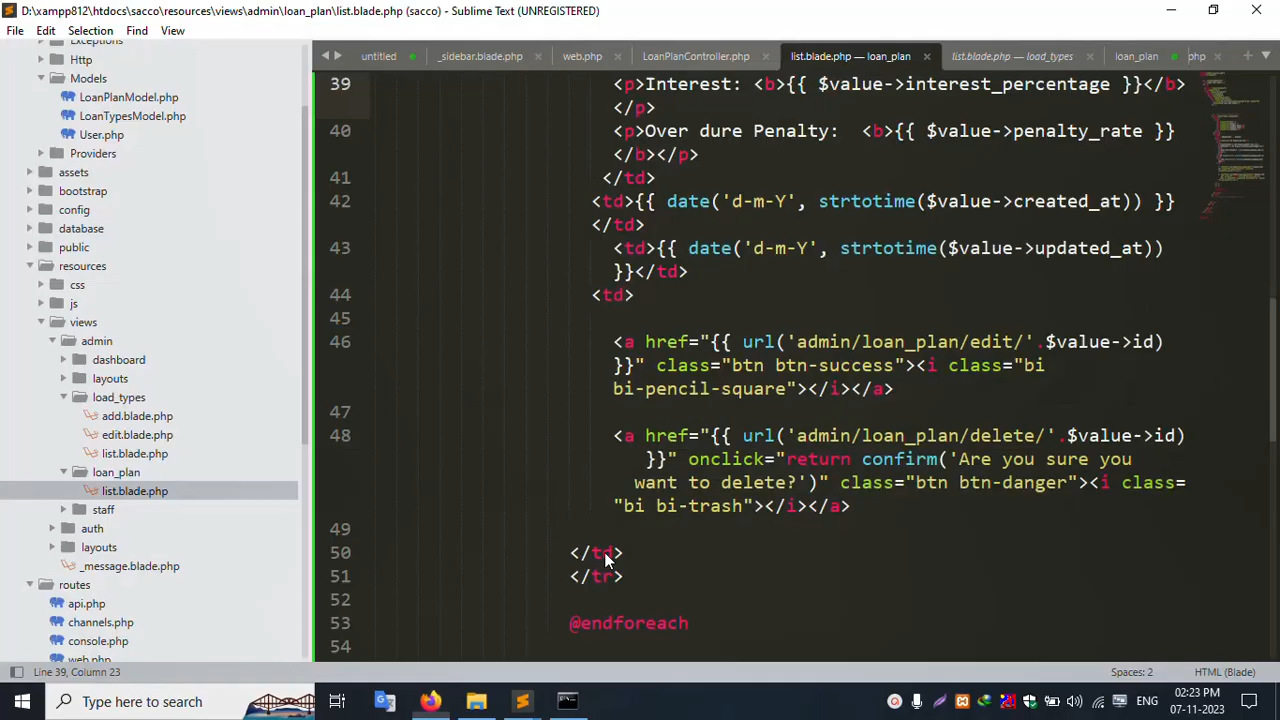 D:\xampp812\htdocs\sacco\resources\views\admin\loan_plan\list.blade.php (sacco) - Sublime Text (UNREGISTERED)
File Edit Selection Find View
untitled _sidebar.blade.php web.php LoanPlanController.php list.blade.php — loan_plan list.blade.php — load_types loan_plan php
Exceptions
Http
Models
LoanPlanModel.php
LoanTypesModel.php
User.php
Providers
assets
bootstrap
config
database
public
resources
css
js
views
admin
dashboard
layouts
load_types
add.blade.php
edit.blade.php
list.blade.php
loan_plan
list.blade.php
staff
auth
layouts
_message.blade.php
routes
api.php
channels.php
console.php
web.php
39 <p>Interest: <b>{{ $value->interest_percentage }}</b>
</p>
40 <p>Over dure Penalty:  <b>{{ $value->penalty_rate }}
</b></p>
41 </td>
42 <td>{{ date('d-m-Y', strtotime($value->created_at)) }}
</td>
43 <td>{{ date('d-m-Y', strtotime($value->updated_at))
}}</td>
44 <td>
45
46 <a href="{{ url('admin/loan_plan/edit/'.$value->id)
}}" class="btn btn-success"><i class="bi
bi-pencil-square"></i></a>
47
48 <a href="{{ url('admin/loan_plan/delete/'.$value->id)
}}" onclick="return confirm('Are you sure you
want to delete?')" class="btn btn-danger"><i class=
"bi bi-trash"></i></a>
49
50 </td>
51 </tr>
52
53 @endforeach
54
Line 39, Column 23 Spaces: 2 HTML (Blade)
Type here to search ENG 02:23 PM
07-11-2023